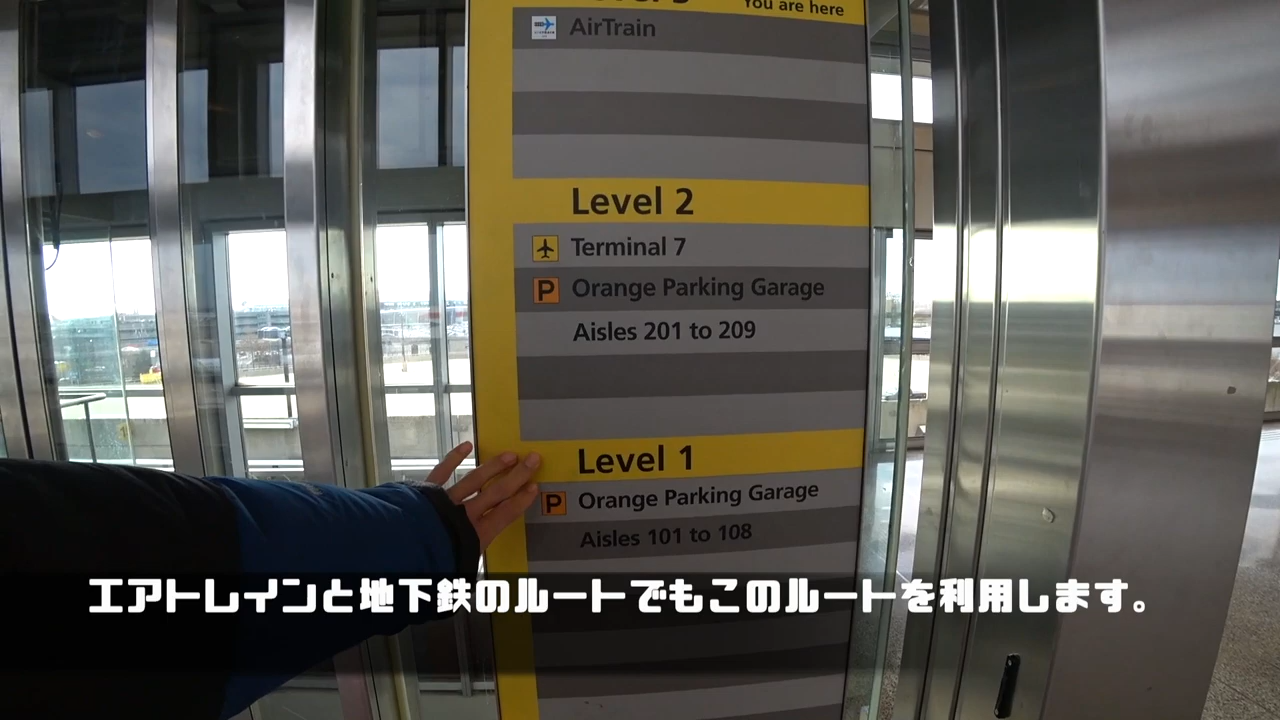 Level 3 You are here
AirTrain
Level 2
Terminal 7
P Orange Parking Garage
Aisles 201 to 209
Level 1
P Orange Parking Garage
Aisles 101 to 108
エアトレインと地下鉄のルートでもこのルートを利用します。